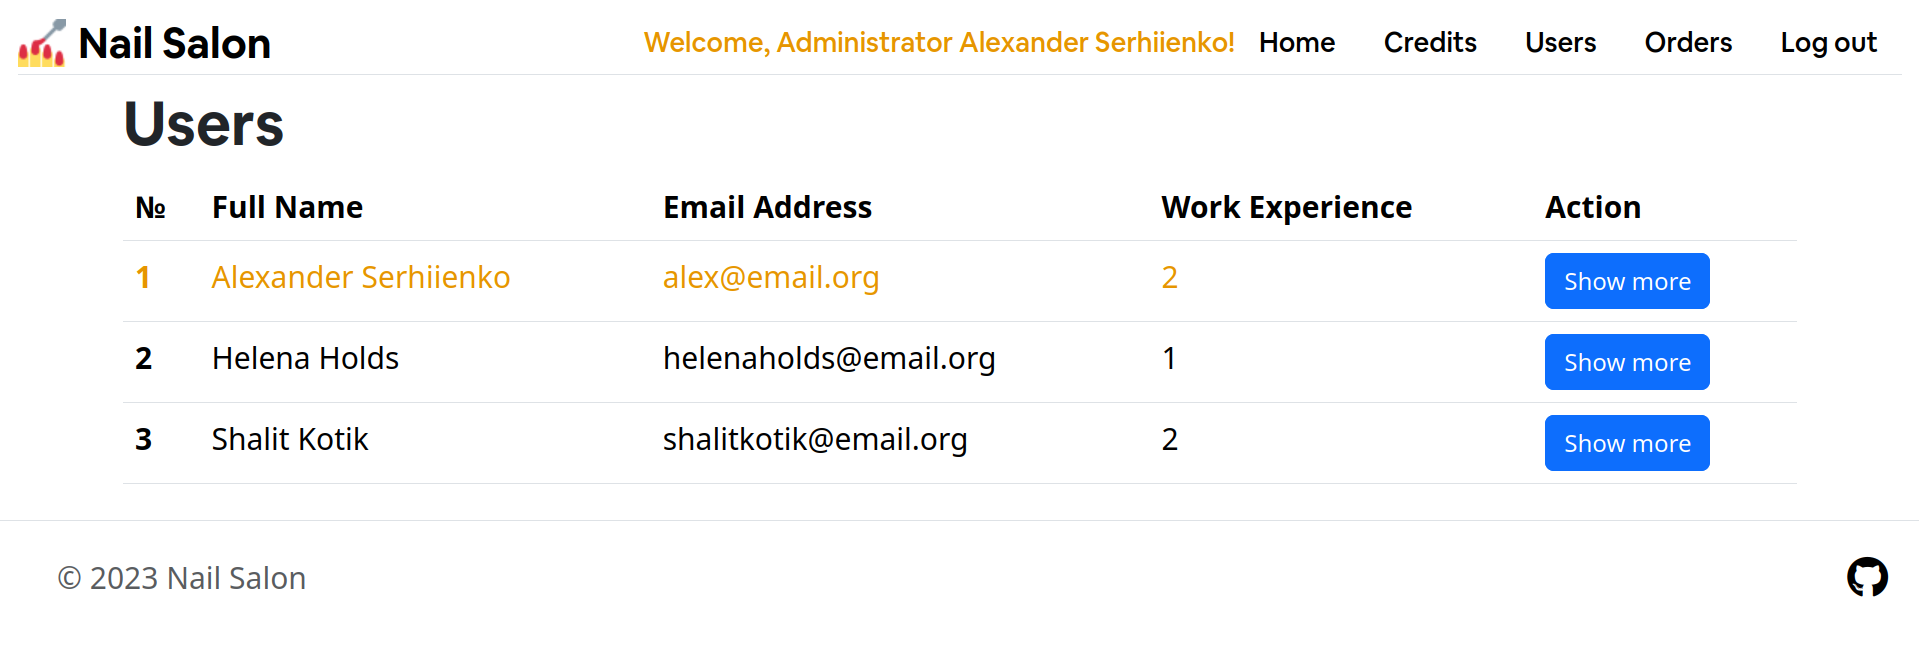 Nail Salon Welcome, Administrator Alexander Serhiienko! Home Credits Users Orders Log out
Users
№ Full Name Email Address Work Experience Action
1 Alexander Serhiienko alex@email.org 2 Show more
2 Helena Holds helenaholds@email.org 1 Show more
3 Shalit Kotik shalitkotik@email.org 2 Show more
© 2023 Nail Salon